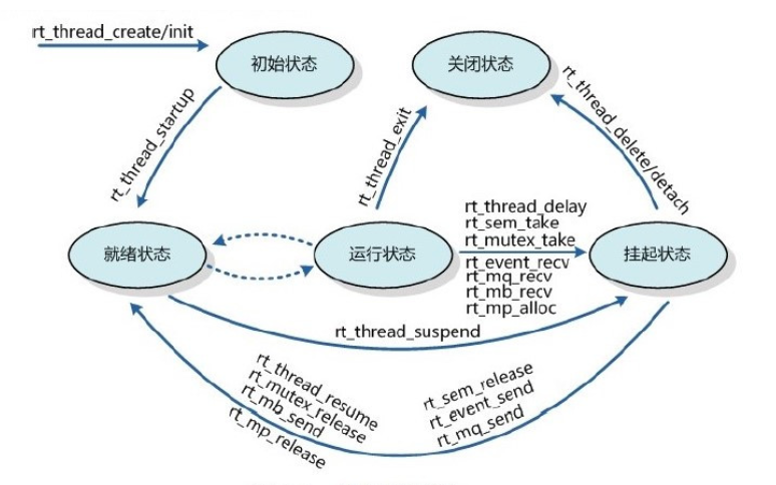 rt_thread_create/init
初始状态
关闭状态
rt_thread_startup
rt_thread_exit
rt_thread_delete/detach
就绪状态
运行状态
rt_thread_delay
rt_sem_take
rt_mutex_take
rt_event_recv
rt_mq_recv
rt_mb_recv
rt_mp_alloc
挂起状态
rt_thread_suspend
rt_thread_resume
rt_mutex_release
rt_mb_send
rt_mp_release
rt_sem_release
rt_event_send
rt_mq_send